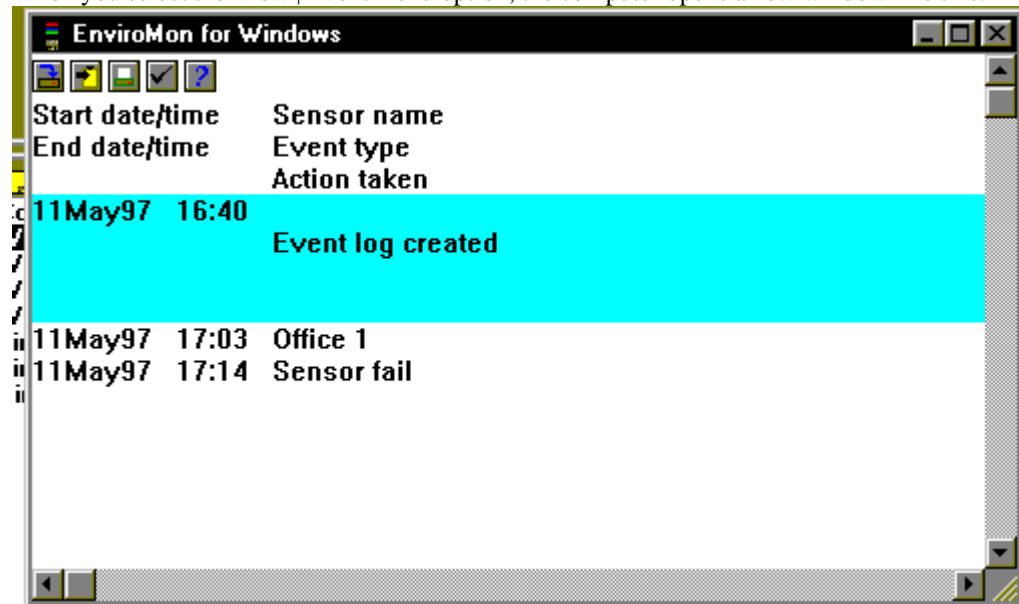 EnviroMon for Windows
Start date/time Sensor name
End date/time Event type
Action taken
11May97 16:40
Event log created
11May97 17:03 Office 1
11May97 17:14 Sensor fail